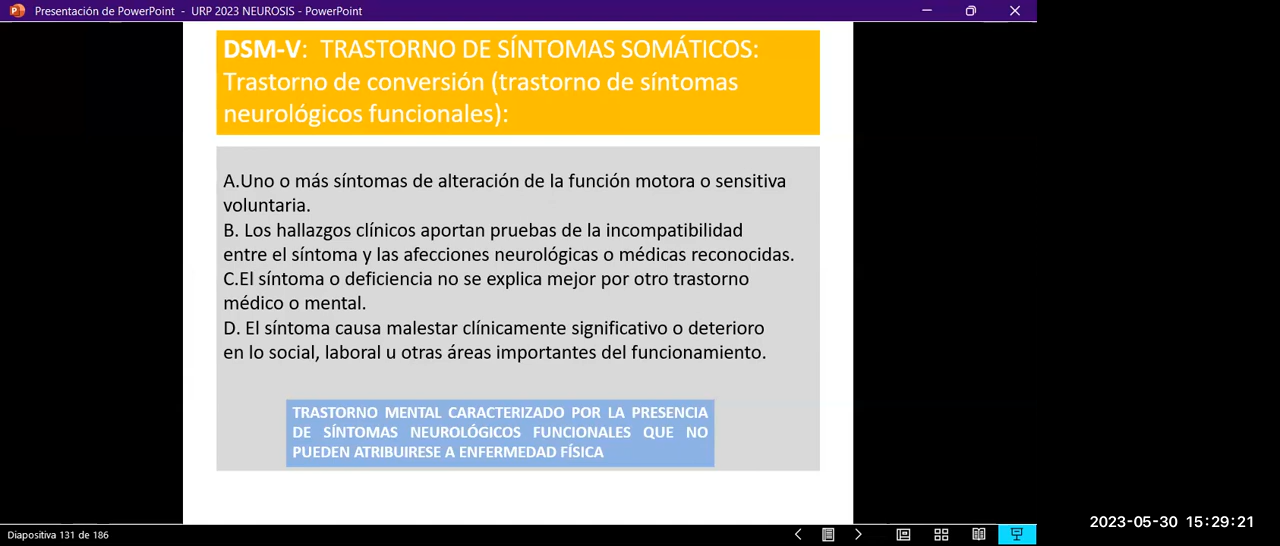 Presentación de PowerPoint - URP 2023 NEUROSIS - PowerPoint
DSM-V: TRASTORNO DE SÍNTOMAS SOMÁTICOS:
Trastorno de conversión (trastorno de síntomas
neurológicos funcionales):
A.Uno o más síntomas de alteración de la función motora o sensitiva
voluntaria.
B. Los hallazgos clínicos aportan pruebas de la incompatibilidad
entre el síntoma y las afecciones neurológicas o médicas reconocidas.
C.El síntoma o deficiencia no se explica mejor por otro trastorno
médico o mental.
D. El síntoma causa malestar clínicamente significativo o deterioro
en lo social, laboral u otras áreas importantes del funcionamiento.
TRASTORNO MENTAL CARACTERIZADO POR LA PRESENCIA
DE SÍNTOMAS NEUROLÓGICOS FUNCIONALES QUE NO
PUEDEN ATRIBUIRESE A ENFERMEDAD FÍSICA
2023-05-30 15:29:21
Diapositiva 131 de 186